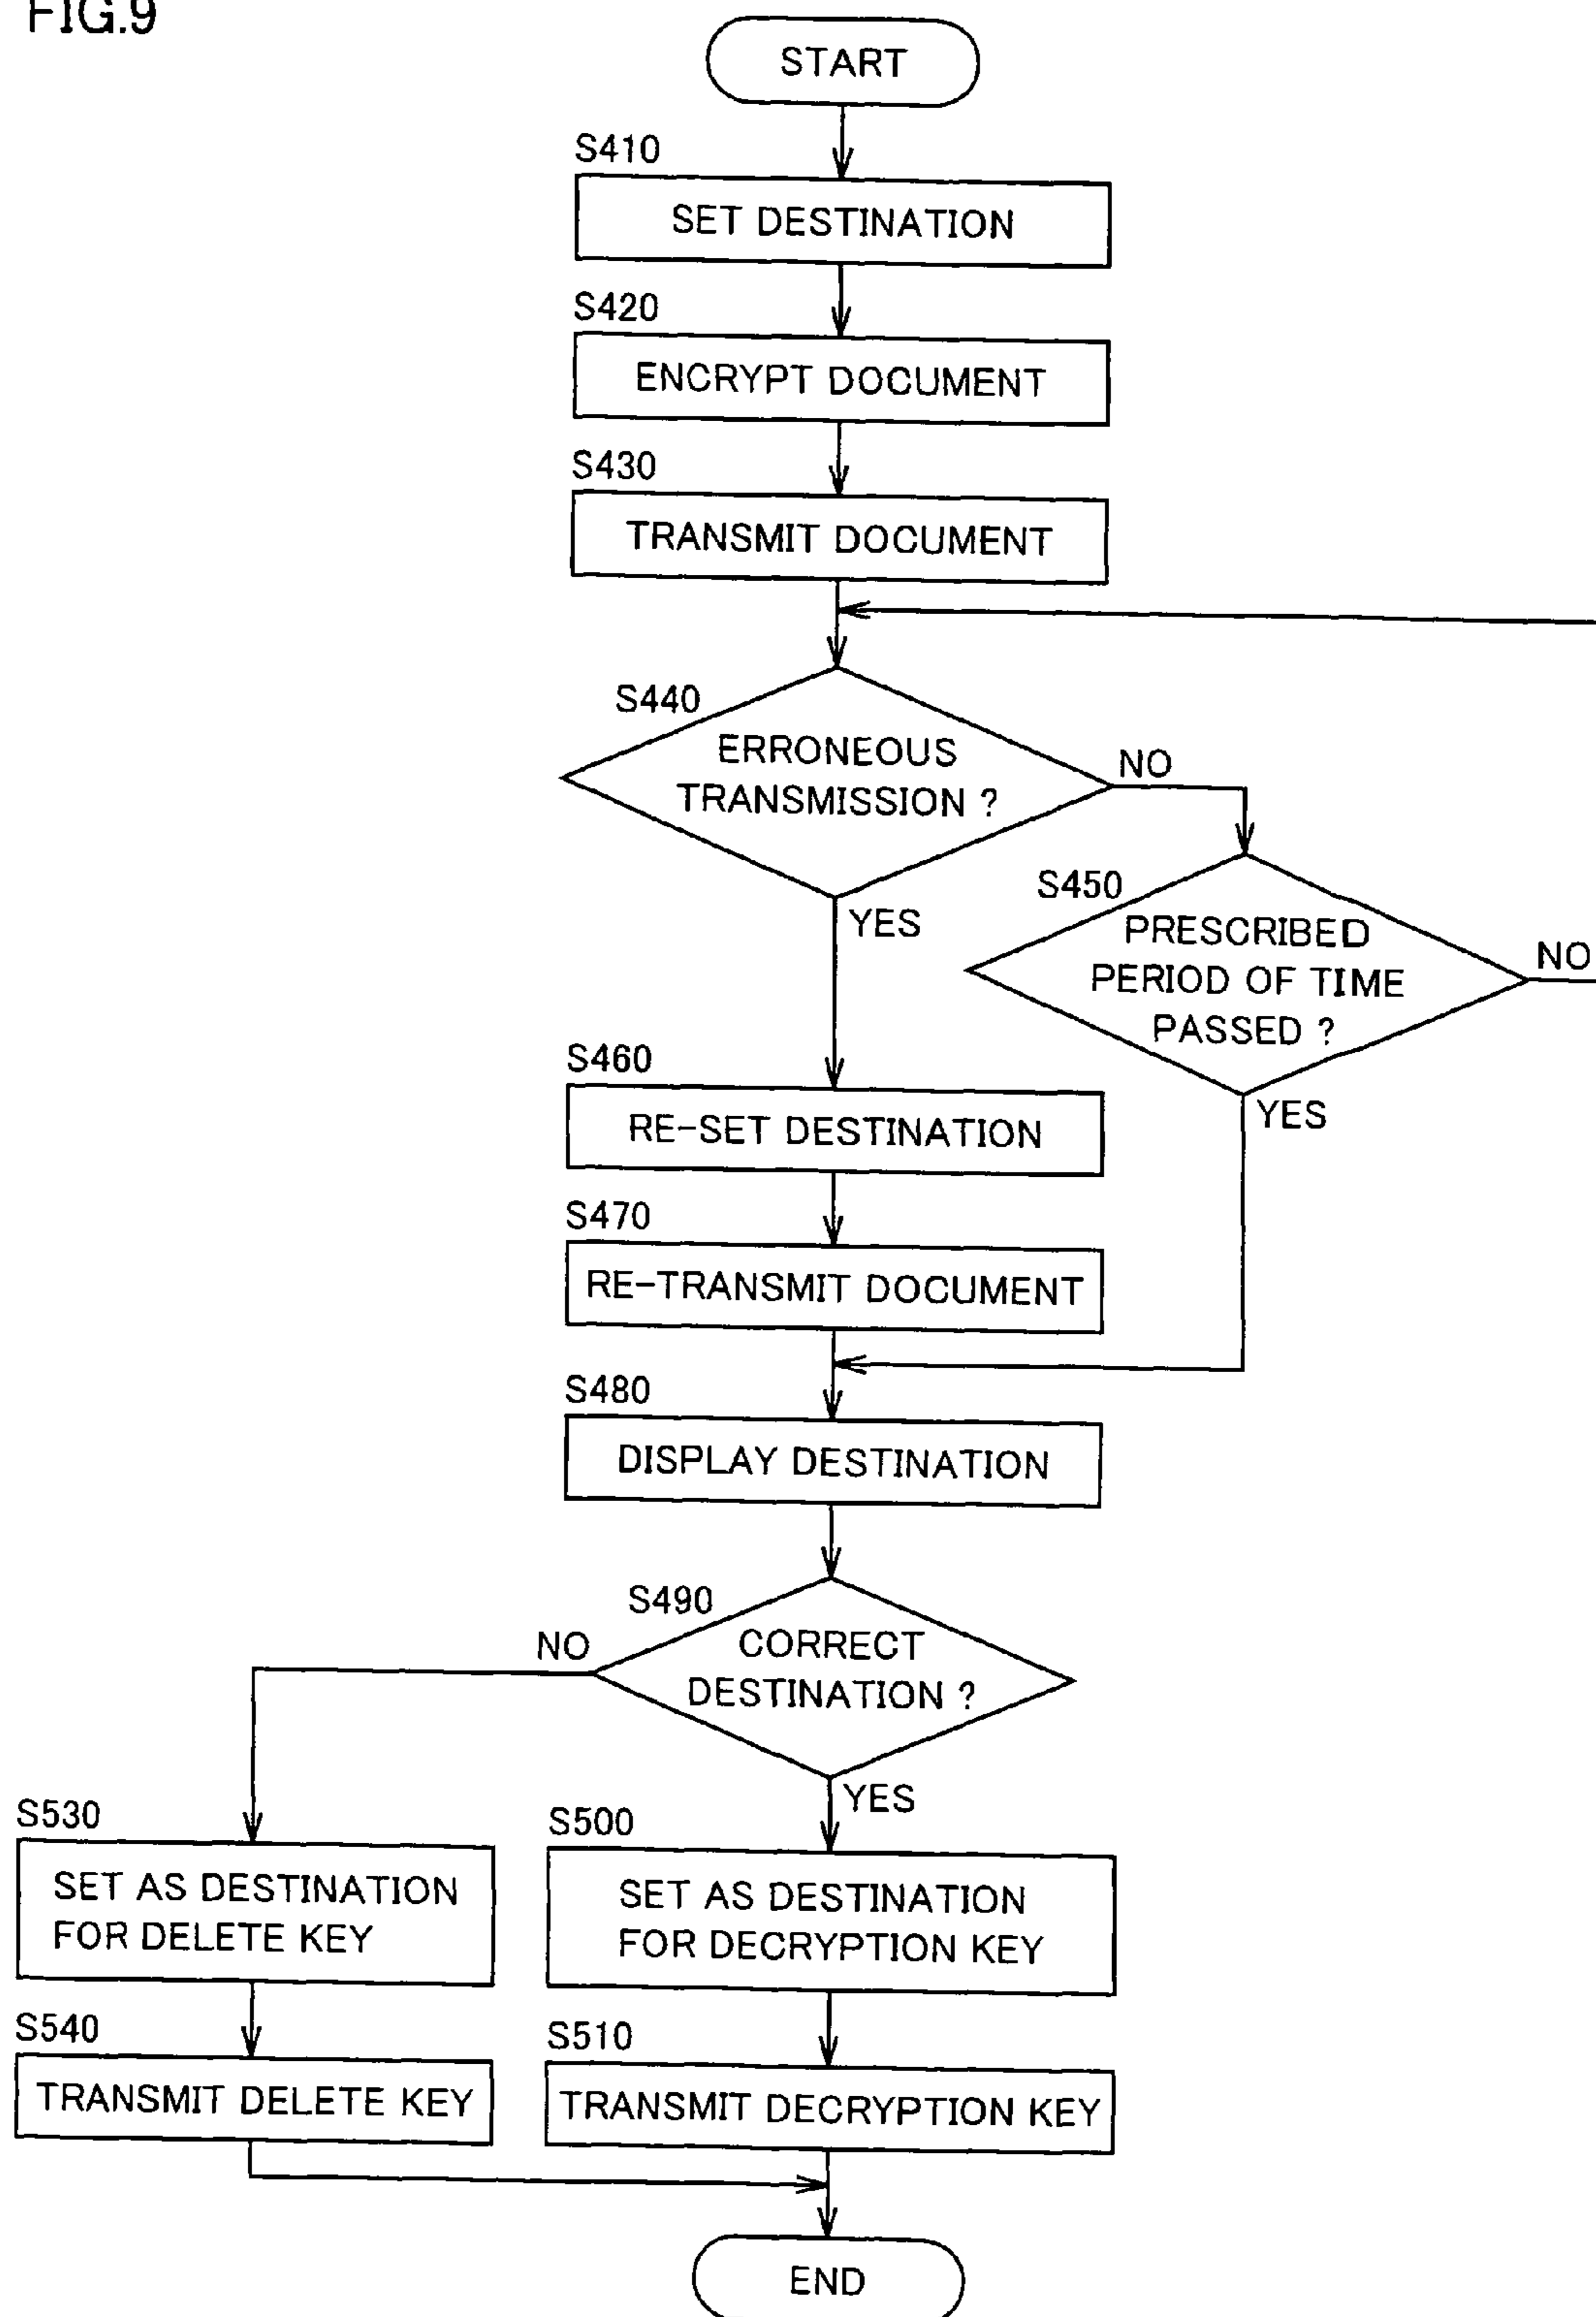 FIG.9
START
S410
SET DESTINATION
S420
ENCRYPT DOCUMENT
S430
TRANSMIT DOCUMENT
S440
ERRONEOUS
TRANSMISSION ?
NO
YES
S450
PRESCRIBED
PERIOD OF TIME
PASSED ?
NO
YES
S460
RE-SET DESTINATION
S470
RE-TRANSMIT DOCUMENT
S480
DISPLAY DESTINATION
S490
CORRECT
DESTINATION ?
NO
YES
S530
SET AS DESTINATION
FOR DELETE KEY
S500
SET AS DESTINATION
FOR DECRYPTION KEY
S540
TRANSMIT DELETE KEY
S510
TRANSMIT DECRYPTION KEY
END